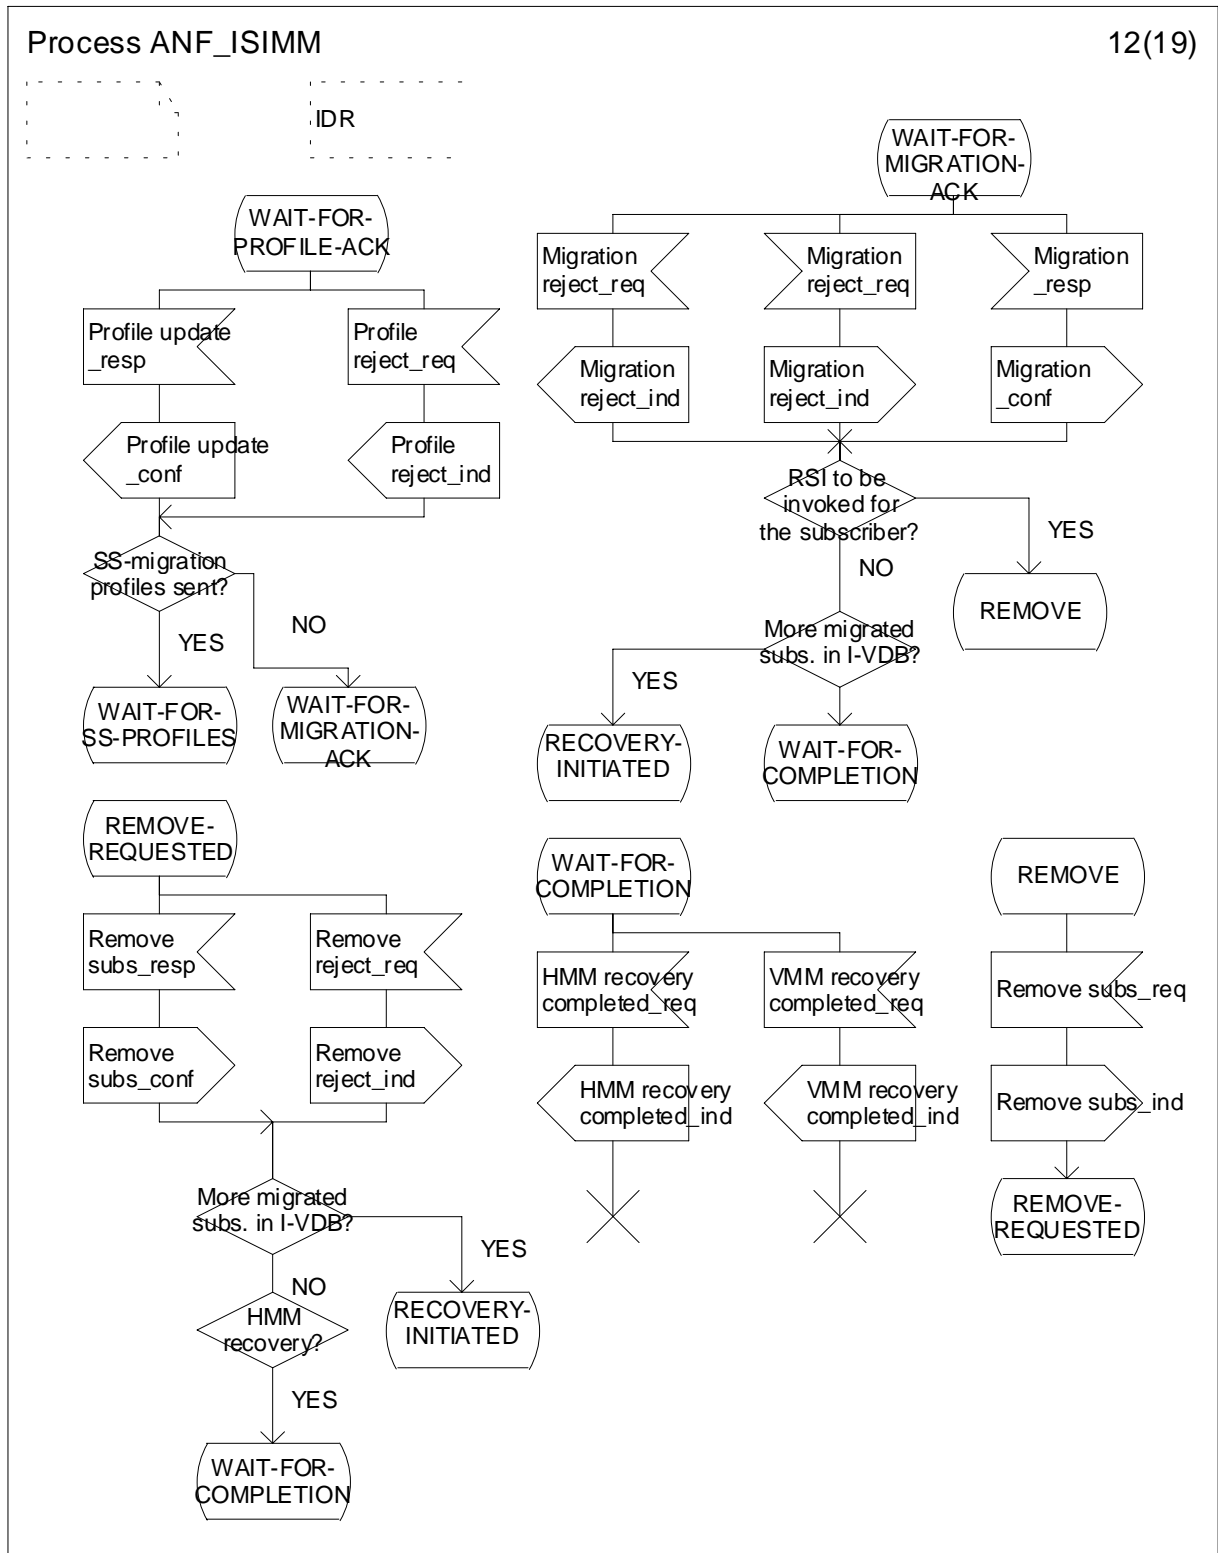 Process ANF_ISIMM
12(19)
IDR
WAIT-FOR-
PROFILE-ACK
Profile update
_resp
Profile
reject_req
Profile update
_conf
Profile
reject_ind
SS-migration
profiles sent?
YES
NO
WAIT-FOR-
SS-PROFILES
WAIT-FOR-
MIGRATION-
ACK
WAIT-FOR-
MIGRATION-
ACK
Migration
reject_req
Migration
reject_req
Migration
_resp
Migration
reject_ind
Migration
reject_ind
Migration
_conf
RSI to be
invoked for
the subscriber?
YES
NO
REMOVE
More migrated
subs. in I-VDB?
YES
RECOVERY-
INITIATED
WAIT-FOR-
COMPLETION
REMOVE-
REQUESTED
Remove
subs_resp
Remove
reject_req
Remove
subs_conf
Remove
reject_ind
More migrated
subs. in I-VDB?
YES
NO
HMM
recovery?
RECOVERY-
INITIATED
YES
WAIT-FOR-
COMPLETION
WAIT-FOR-
COMPLETION
HMM recovery
completed_req
VMM recovery
completed_req
HMM recovery
completed_ind
VMM recovery
completed_ind
REMOVE
Remove subs_req
Remove subs_ind
REMOVE-
REQUESTED